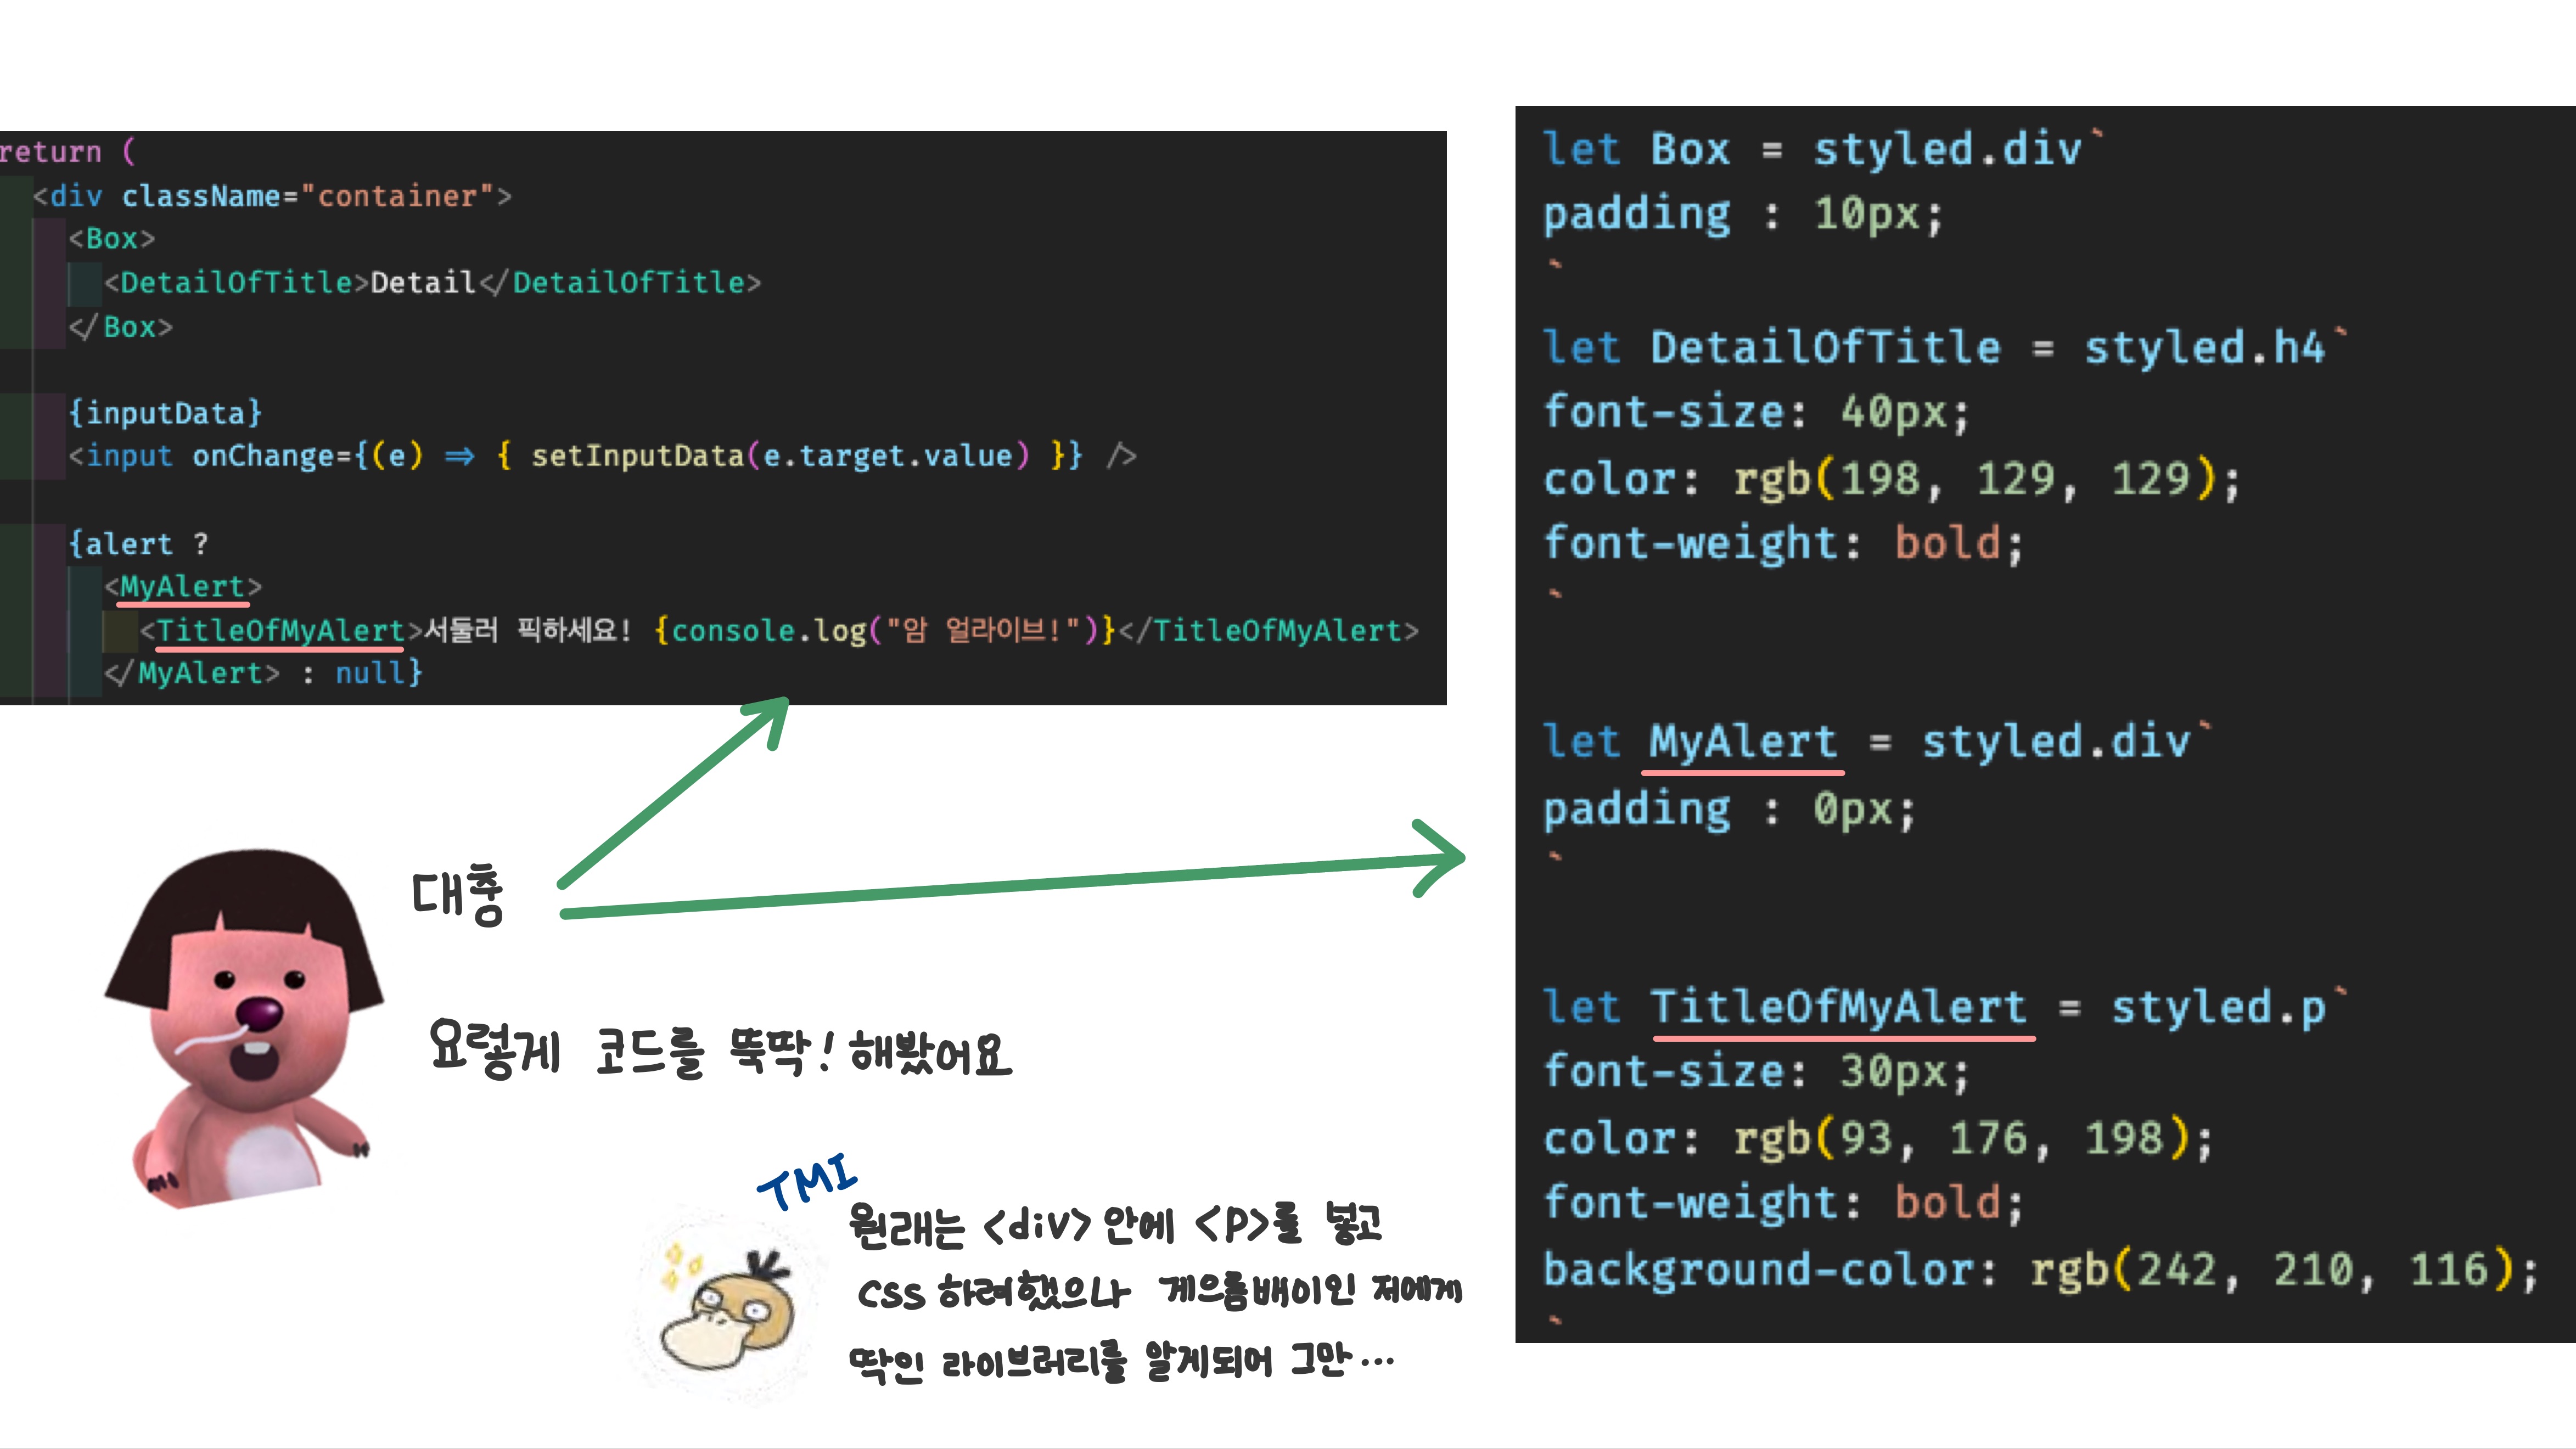 return (
<div className="container">
<Box>
<DetailOfTitle>Detail</DetailOfTitle>
</Box>
{inputData}
<input onChange={(e) => { setInputData(e.target.value) }} />
{alert ?
<MyAlert>
<TitleOfMyAlert>서둘러 픽하세요! {console.log("암 얼라이브!")}</TitleOfMyAlert>
</MyAlert> : null}
대충
요렇게 코드를 뚝딱! 해봤어요
TMI
원래는 <div> 안에 <P>를 넣고
CSS 하려했으나 게으름배이인 저에게
딱인 라이브러리를 알게되어 그만...
let Box = styled.div`
padding : 10px;
`
let DetailOfTitle = styled.h4`
font-size: 40px;
color: rgb(198, 129, 129);
font-weight: bold;
`
let MyAlert = styled.div`
padding : 0px;
`
let TitleOfMyAlert = styled.p`
font-size: 30px;
color: rgb(93, 176, 198);
font-weight: bold;
background-color: rgb(242, 210, 116);
`